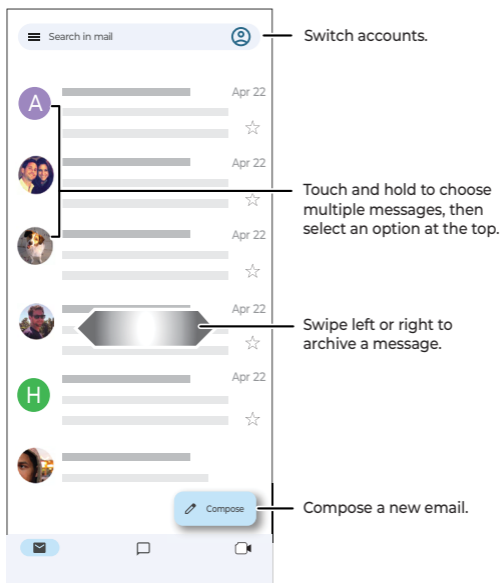 Search in mail
Switch accounts.
A
Apr 22
Apr 22
Touch and hold to choose
multiple messages, then
select an option at the top.
Apr 22
Apr 22
Swipe left or right to
archive a message.
H
Apr 22
Compose
Compose a new email.